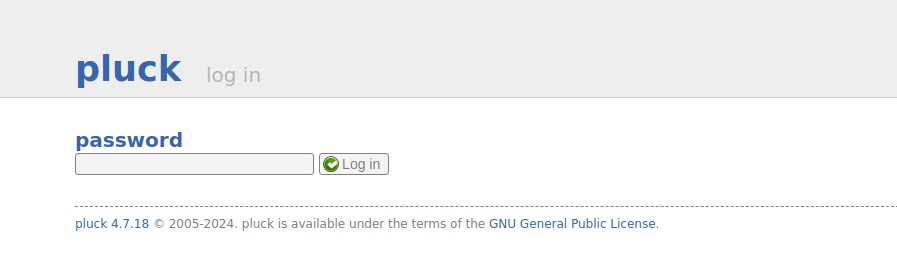 pluck log in
password
Log in
pluck 4.7.18 © 2005-2024. pluck is available under the terms of the GNU General Public License.